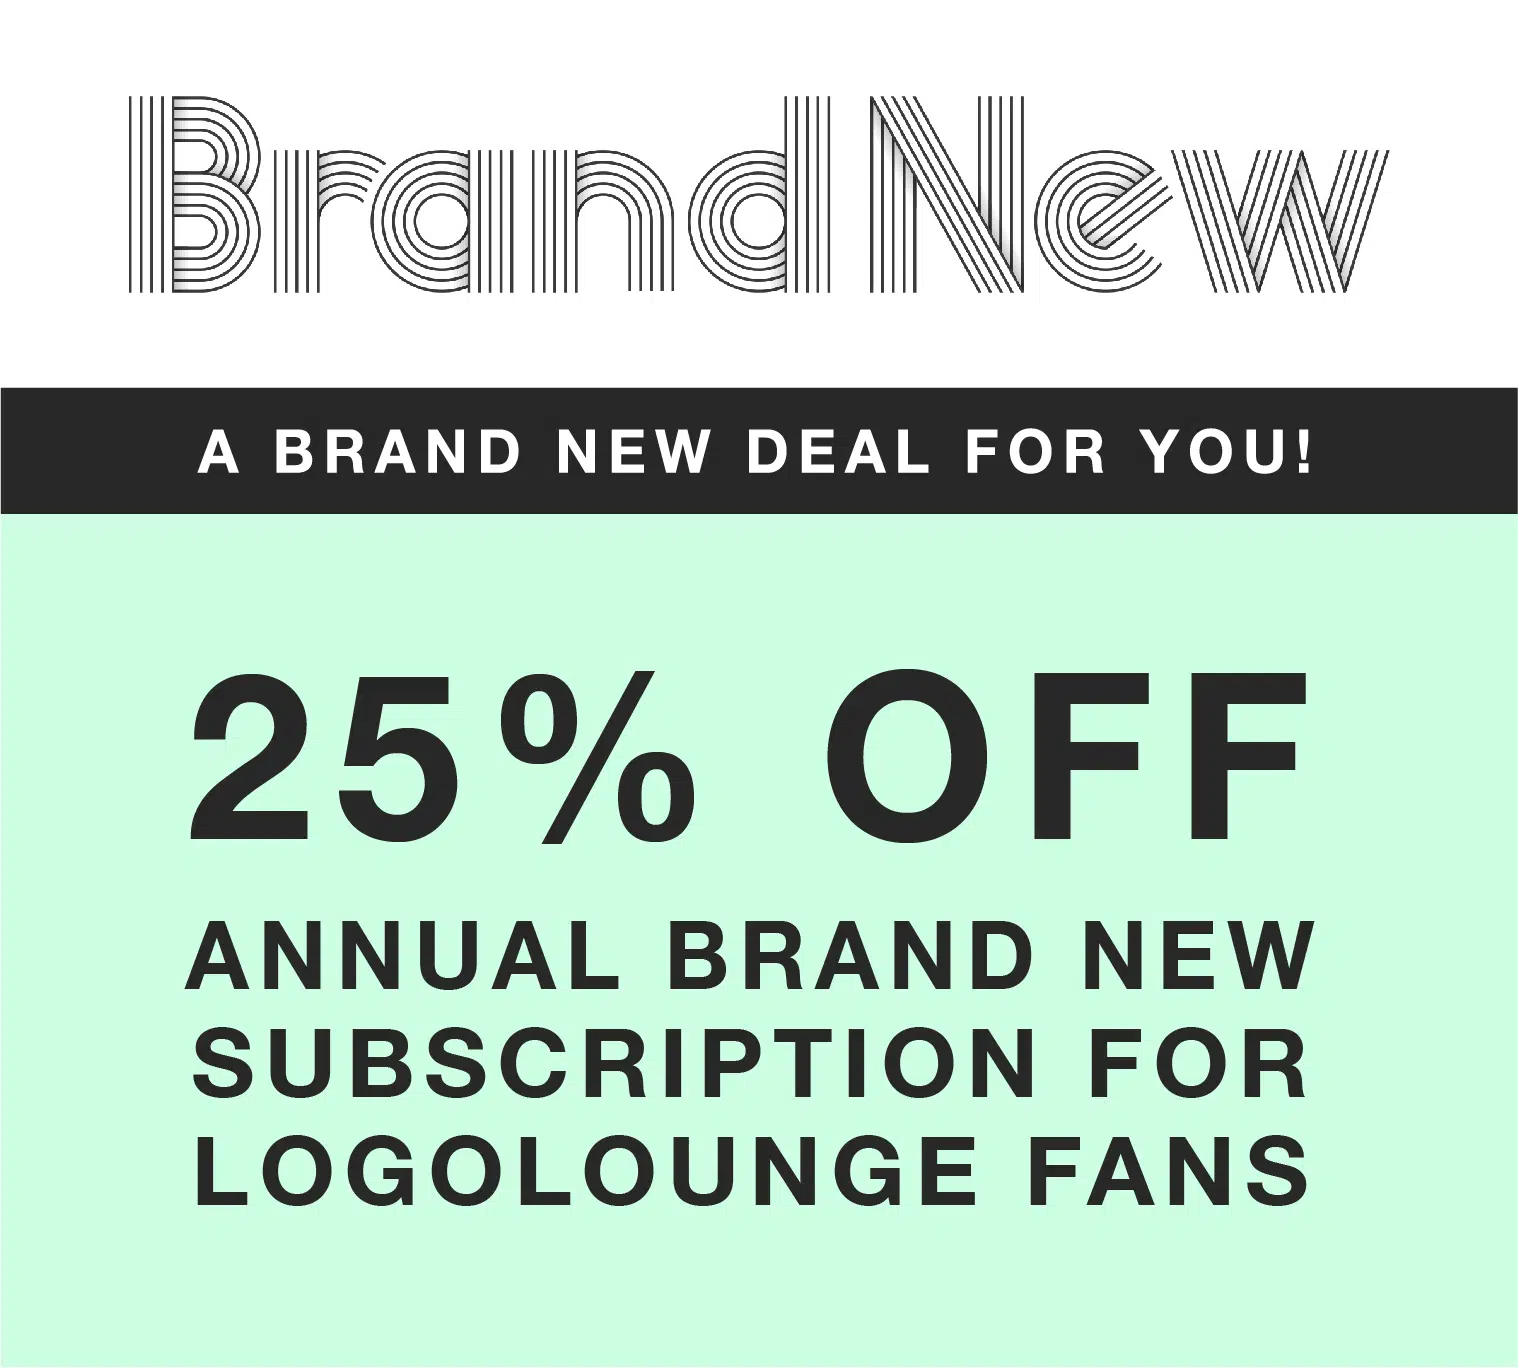 Brand New
A BRAND NEW DEAL FOR YOU!
25% OFF
ANNUAL BRAND NEW
SUBSCRIPTION FOR
LOGOLOUNGE FANS